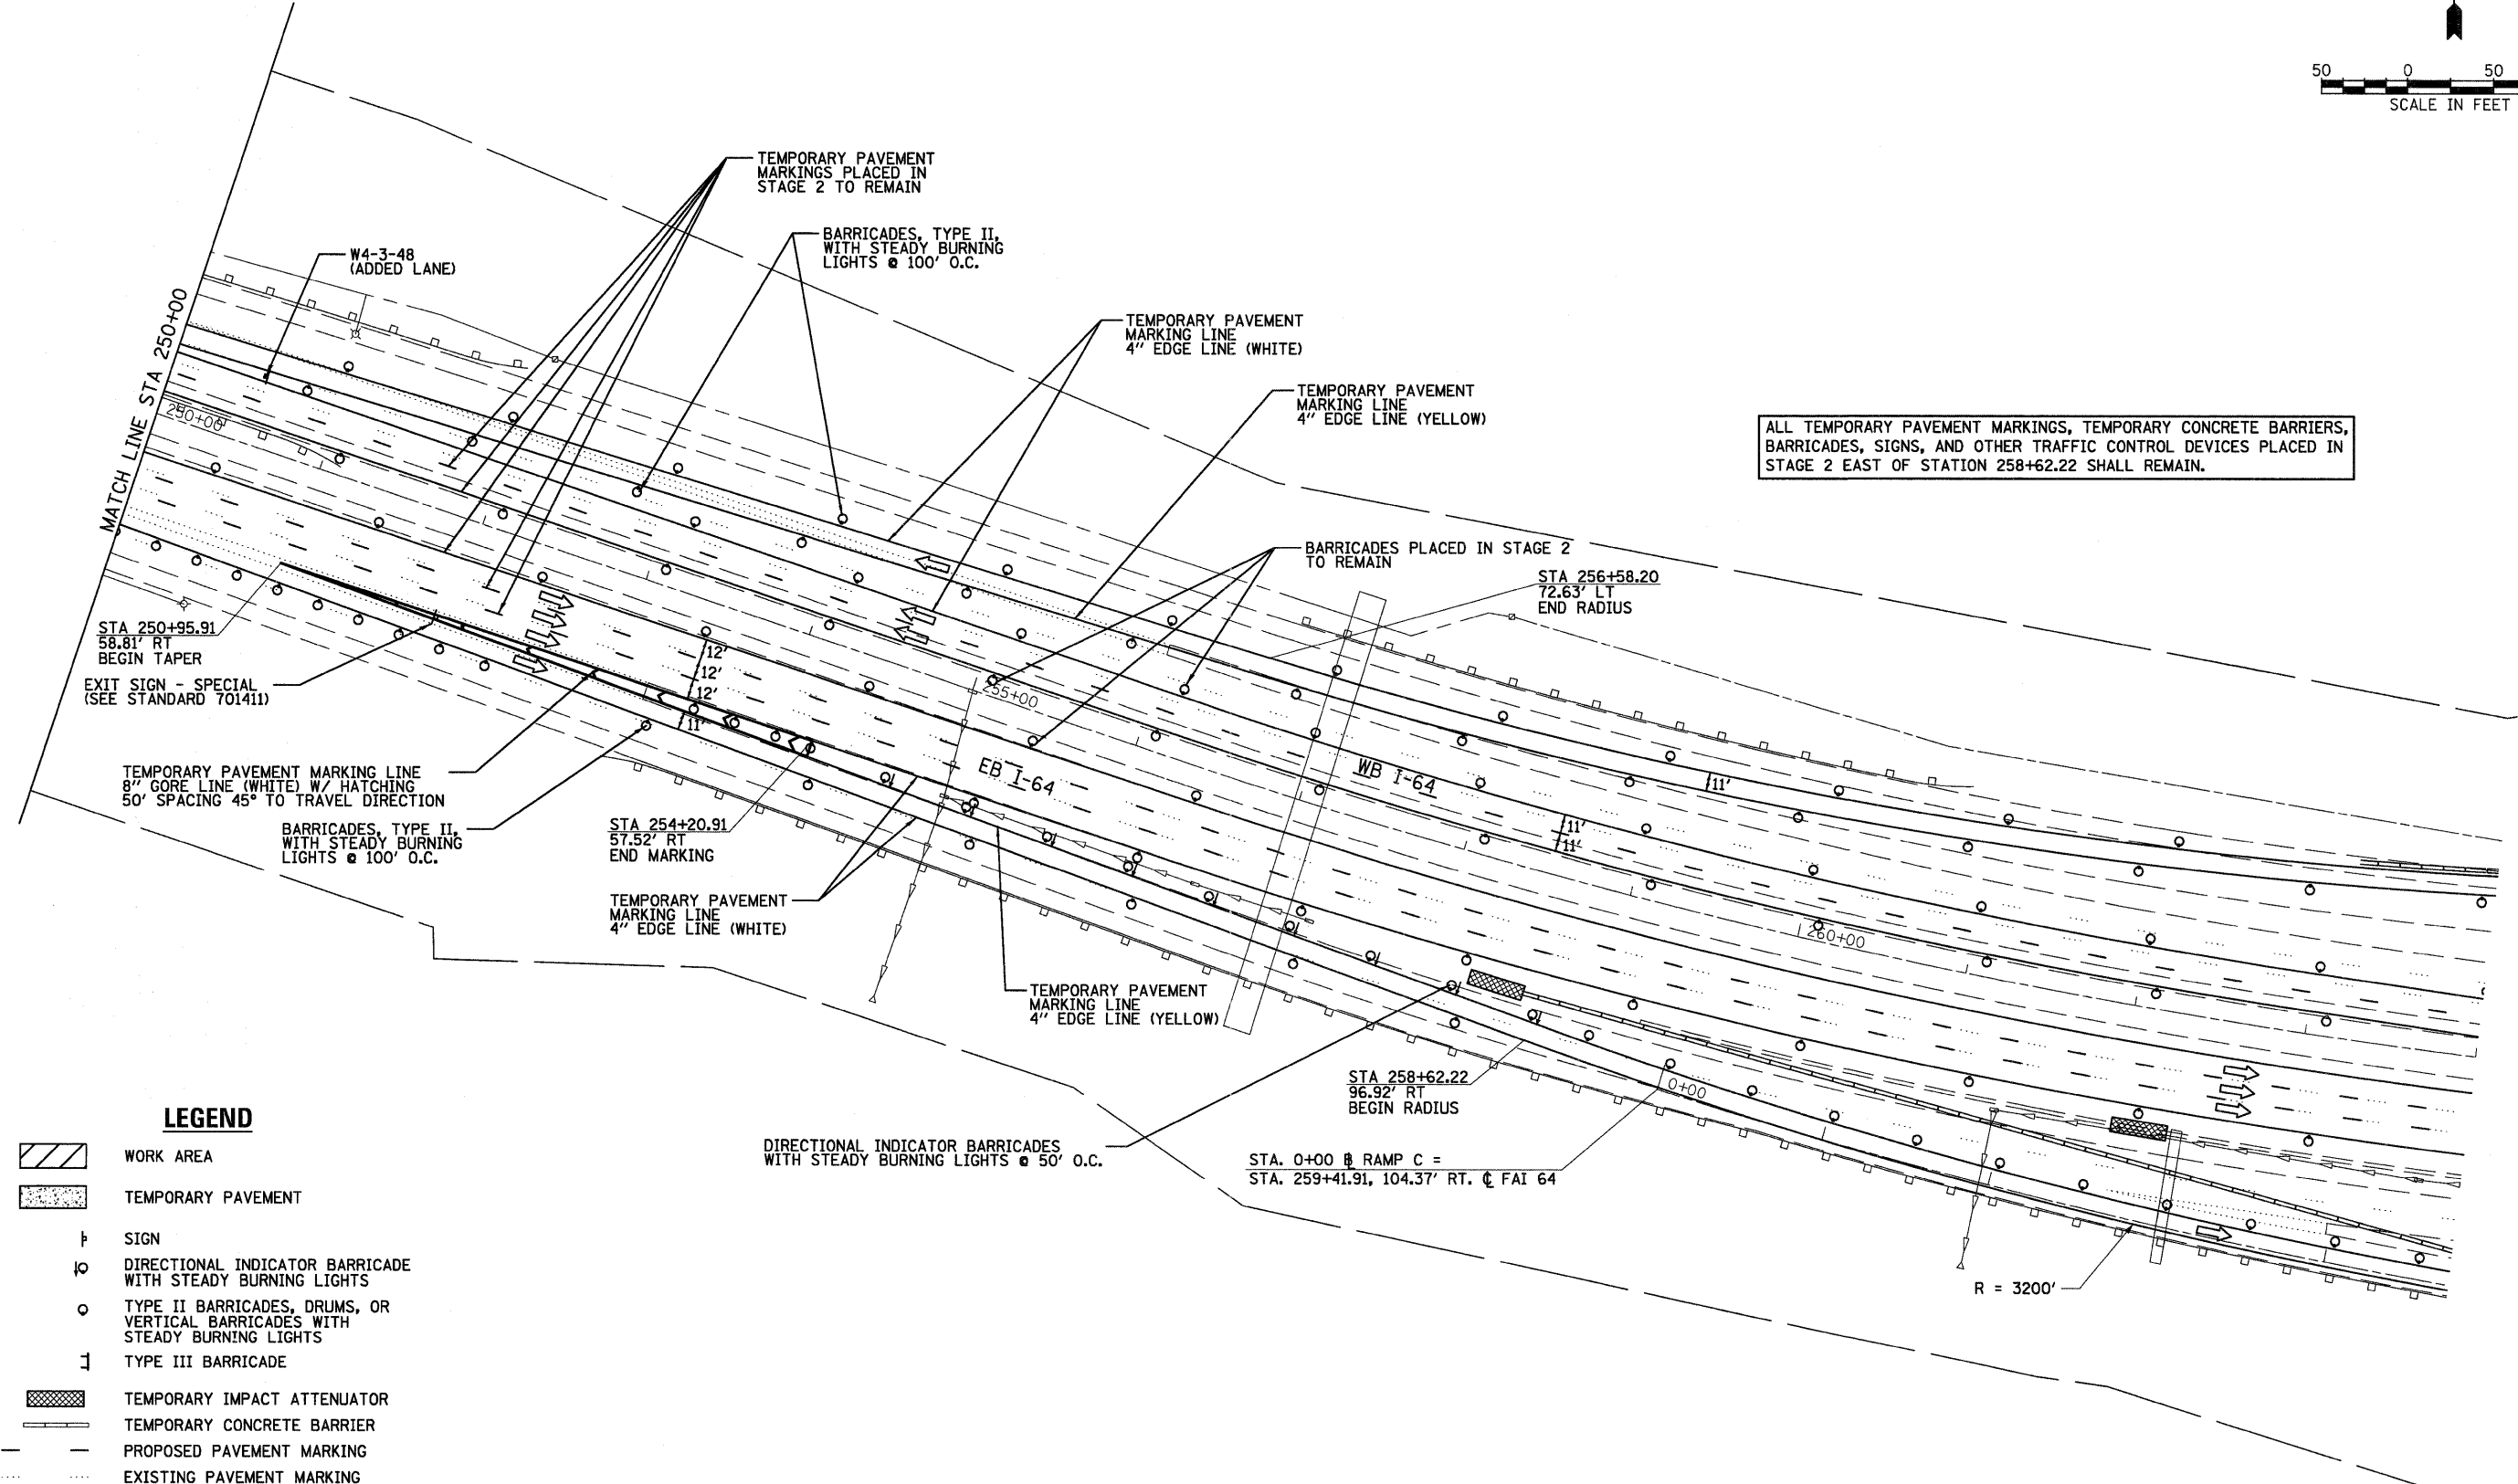 50 0 50
SCALE IN FEET
TEMPORARY PAVEMENT
MARKINGS PLACED IN
STAGE 2 TO REMAIN
BARRICADES, TYPE II,
WITH STEADY BURNING
LIGHTS @ 100' O.C.
W4-3-48
(ADDED LANE)
TEMPORARY PAVEMENT
MARKING LINE
4" EDGE LINE (WHITE)
TEMPORARY PAVEMENT
MARKING LINE
4" EDGE LINE (YELLOW)
ALL TEMPORARY PAVEMENT MARKINGS, TEMPORARY CONCRETE BARRIERS,
BARRICADES, SIGNS, AND OTHER TRAFFIC CONTROL DEVICES PLACED IN
STAGE 2 EAST OF STATION 258+62.22 SHALL REMAIN.
MATCH LINE STA 250+00
250+00
BARRICADES PLACED IN STAGE 2
TO REMAIN
STA 256+58.20
72.63' LT
END RADIUS
STA 250+95.91
58.81' RT
BEGIN TAPER
EXIT SIGN - SPECIAL
(SEE STANDARD 701411)
12'
12'
12'
11'
255+00
EB I-64
WB I-64
11'
11'
11'
TEMPORARY PAVEMENT MARKING LINE
8" GORE LINE (WHITE) W/ HATCHING
50' SPACING 45° TO TRAVEL DIRECTION
BARRICADES, TYPE II,
WITH STEADY BURNING
LIGHTS @ 100' O.C.
STA 254+20.91
57.52' RT
END MARKING
TEMPORARY PAVEMENT
MARKING LINE
4" EDGE LINE (WHITE)
260+00
TEMPORARY PAVEMENT
MARKING LINE
4" EDGE LINE (YELLOW)
STA 258+62.22
96.92' RT
BEGIN RADIUS
0+00
DIRECTIONAL INDICATOR BARRICADES
WITH STEADY BURNING LIGHTS @ 50' O.C.
STA. 0+00 ℄ RAMP C =
STA. 259+41.91, 104.37' RT. ℄ FAI 64
R = 3200'
LEGEND
WORK AREA
TEMPORARY PAVEMENT
SIGN
DIRECTIONAL INDICATOR BARRICADE
WITH STEADY BURNING LIGHTS
TYPE II BARRICADES, DRUMS, OR
VERTICAL BARRICADES WITH
STEADY BURNING LIGHTS
TYPE III BARRICADE
TEMPORARY IMPACT ATTENUATOR
TEMPORARY CONCRETE BARRIER
PROPOSED PAVEMENT MARKING
EXISTING PAVEMENT MARKING